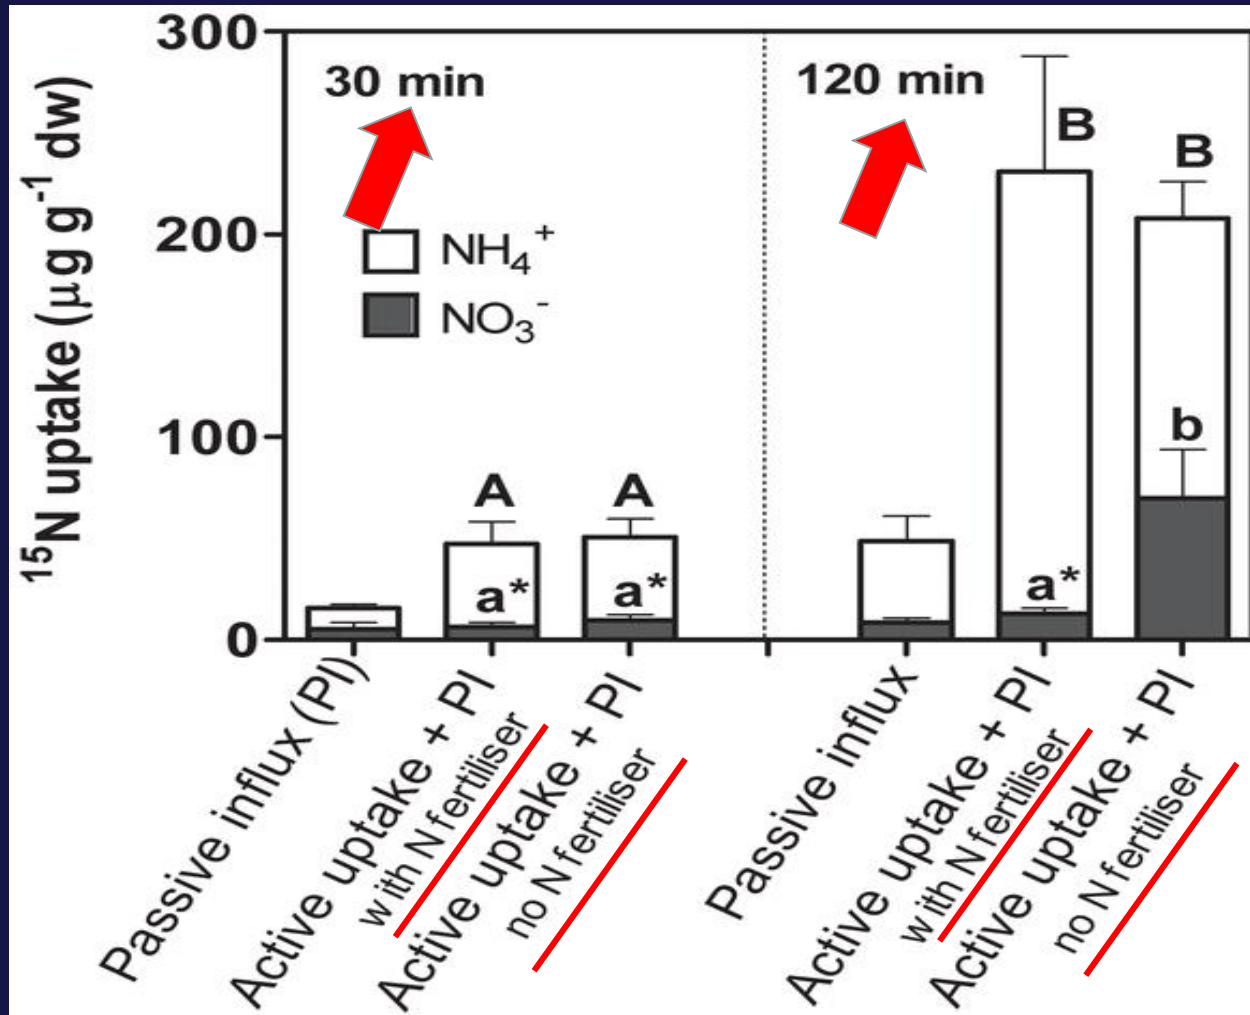 ¹⁵N uptake (µg g⁻¹ dw)
300
200
100
0
30 min
120 min
NH₄⁺
NO₃⁻
A
A
a*
a*
B
B
a*
b
Passive influx (PI)
Active uptake + PI
with N fertiliser
Active uptake + PI
no N fertiliser
Passive influx
Active uptake + PI
with N fertiliser
Active uptake + PI
no N fertiliser